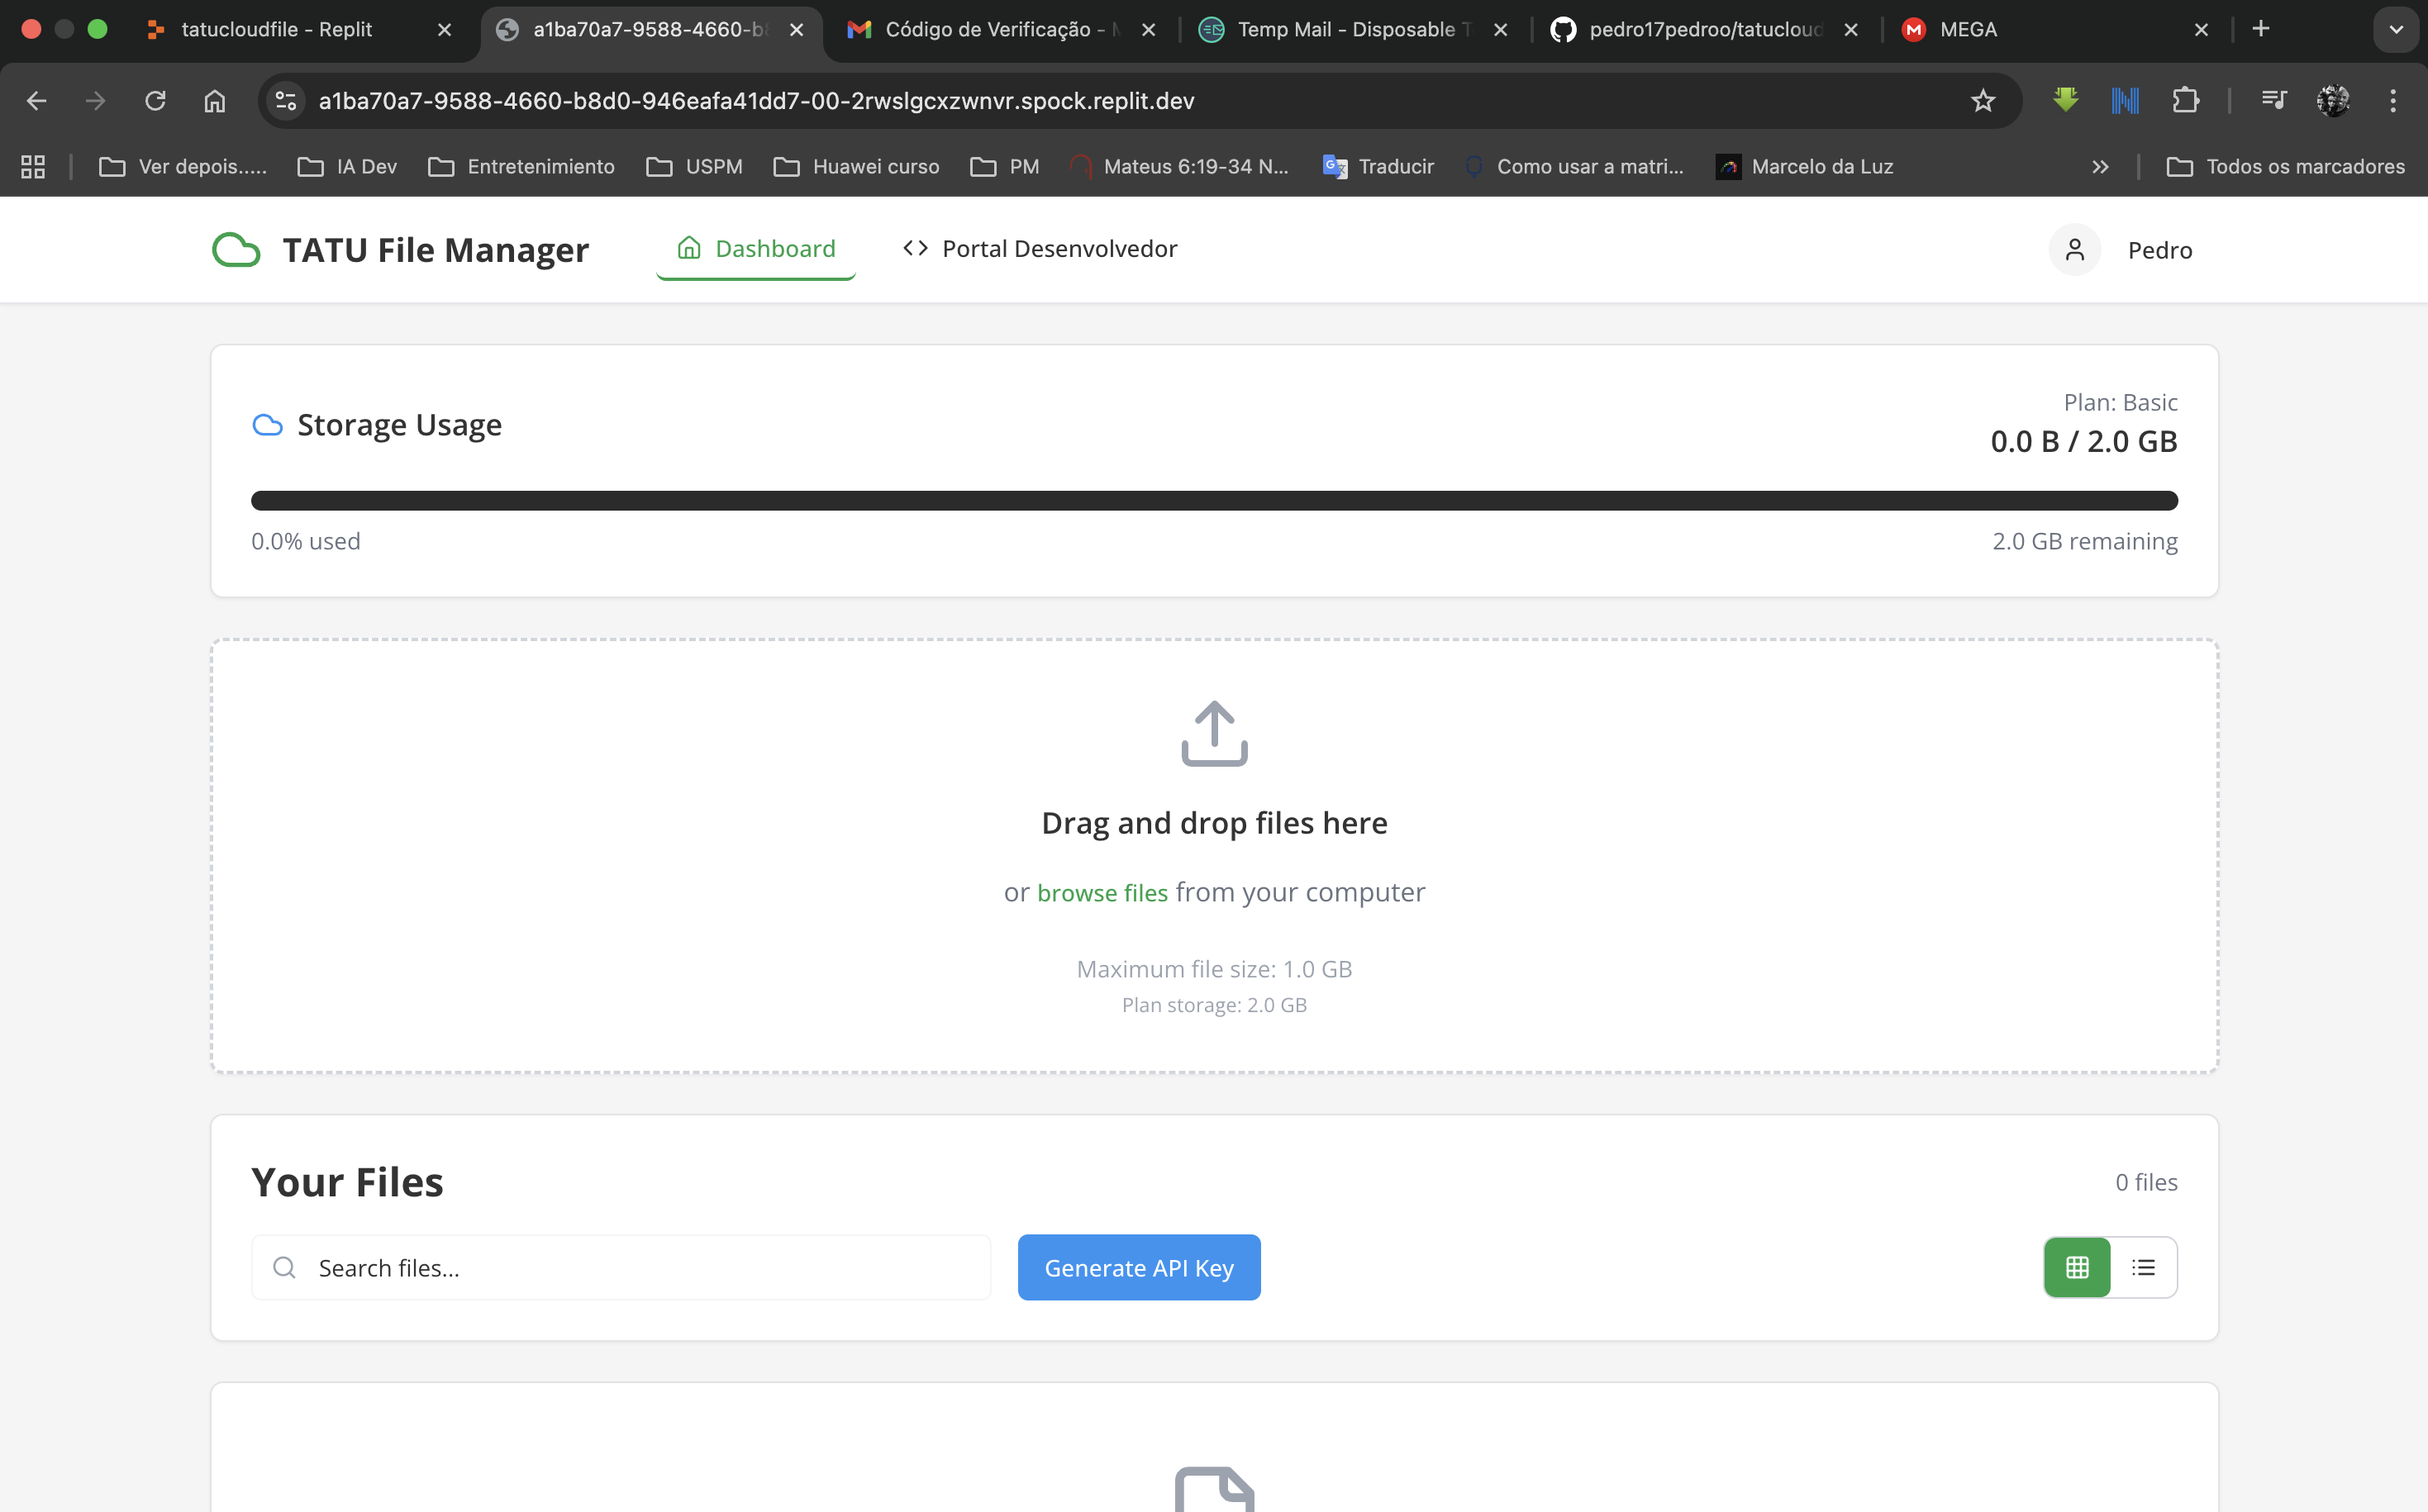 tatucloudfile - Replit
a1ba70a7-9588-4660-b8
Código de Verificação -
Temp Mail - Disposable T
pedro17pedroo/tatucloud
MEGA
a1ba70a7-9588-4660-b8d0-946eafa41dd7-00-2rwslgcxzwnvr.spock.replit.dev
Ver depois.....
IA Dev
Entretenimiento
USPM
Huawei curso
PM
Mateus 6:19-34 N...
Traducir
Como usar a matri...
Marcelo da Luz
Todos os marcadores
TATU File Manager
Dashboard
Portal Desenvolvedor
Pedro
Storage Usage
Plan: Basic
0.0 B / 2.0 GB
0.0% used
2.0 GB remaining
Drag and drop files here
or browse files from your computer
Maximum file size: 1.0 GB
Plan storage: 2.0 GB
Your Files
0 files
Search files...
Generate API Key